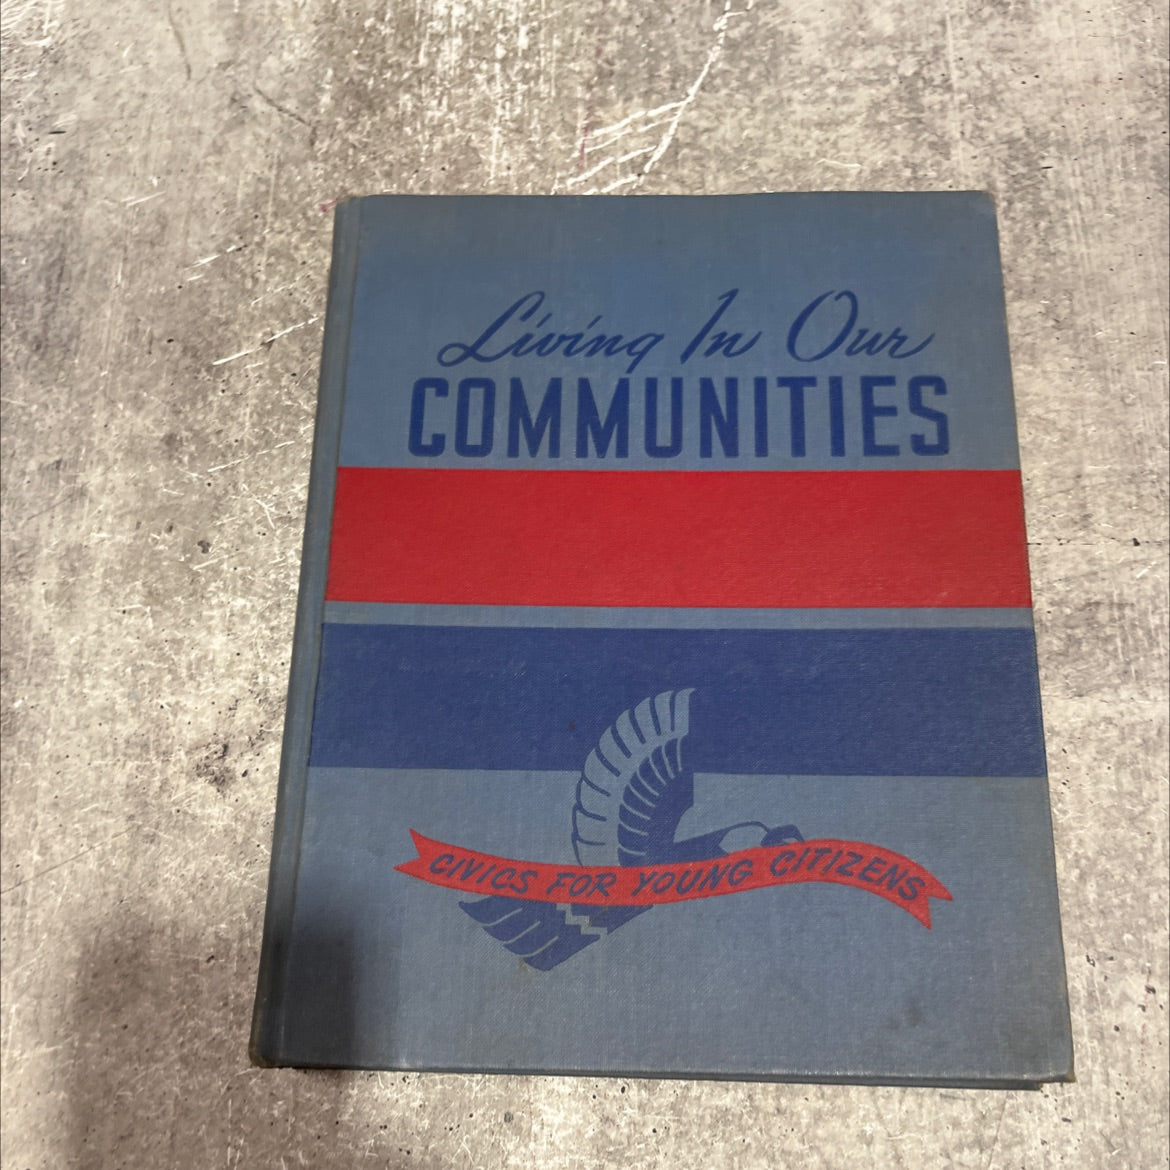 Living In Our
COMMUNITIES
CIVICS FOR YOUNG CITIZENS